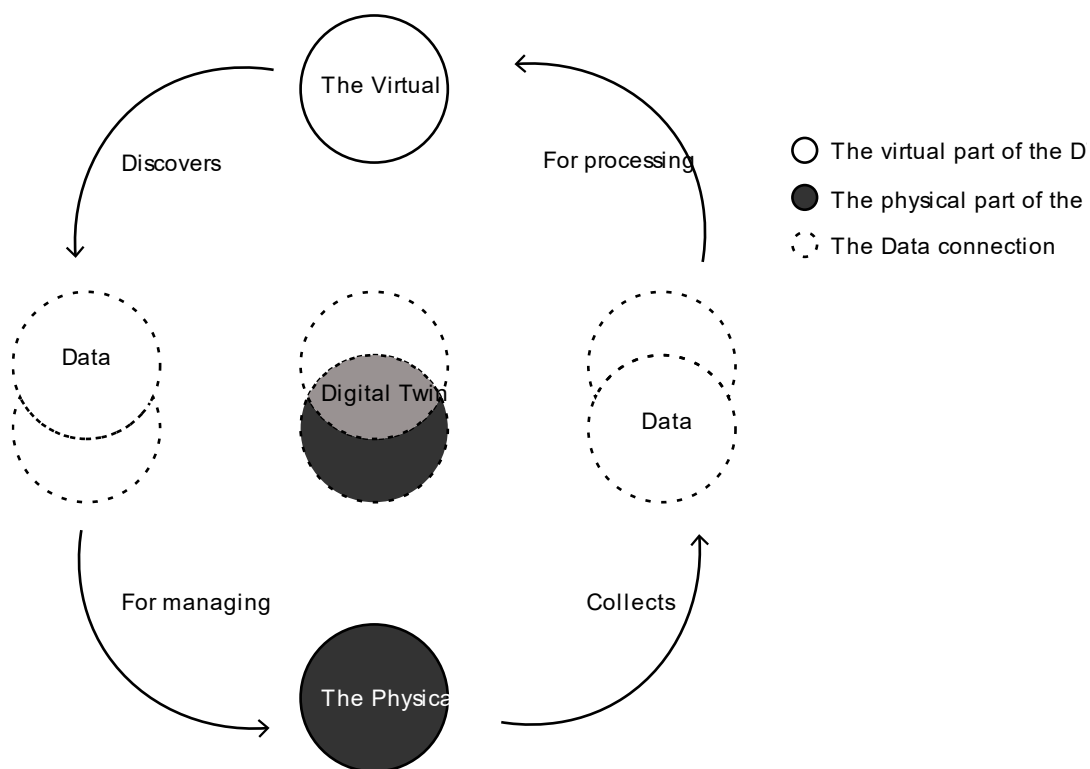 The Virtual
Discovers
For processing
The virtual part of the D
The physical part of the
The Data connection
Data
Digital Twin
Data
For managing
Collects
The Physica